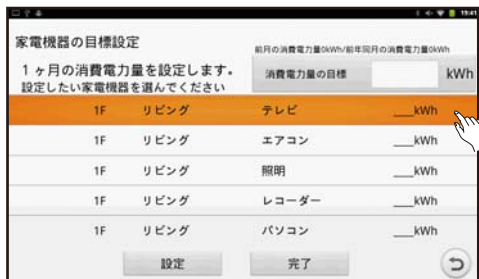 19:41
家電機器の目標設定
前月の消費電力量0kWh/前年同月の消費電力量0kWh
1ヶ月の消費電力量を設定します。
設定したい家電機器を選んでください
消費電力量の目標 kWh
1F リビング テレビ ___kWh
1F リビング エアコン ___kWh
1F リビング 照明 ___kWh
1F リビング レコーダー ___kWh
1F リビング パソコン ___kWh
設定 完了